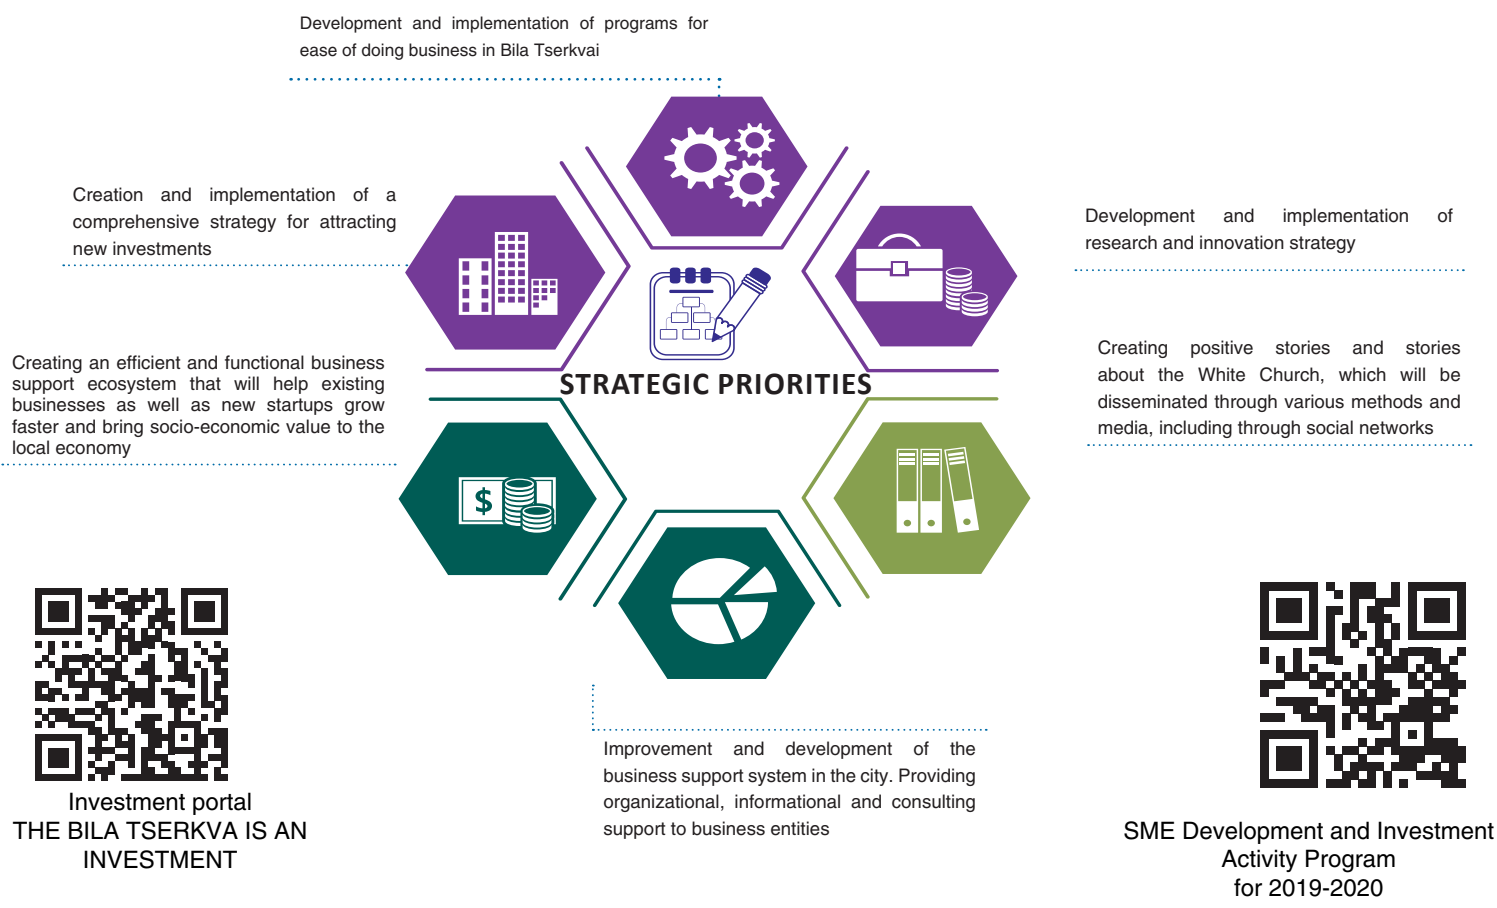 Development and implementation of programs for
ease of doing business in Bila Tserkvai
Creation and implementation of a
comprehensive strategy for attracting
new investments
Development and implementation of
research and innovation strategy
Creating an efficient and functional business
support ecosystem that will help existing
businesses as well as new startups grow
faster and bring socio-economic value to the
local economy
STRATEGIC PRIORITIES
Creating positive stories and stories
about the White Church, which will be
disseminated through various methods and
media, including through social networks
$
Improvement and development of the
business support system in the city. Providing
organizational, informational and consulting
support to business entities
Investment portal
THE BILA TSERKVA IS AN
INVESTMENT
SME Development and Investment
Activity Program
for 2019-2020